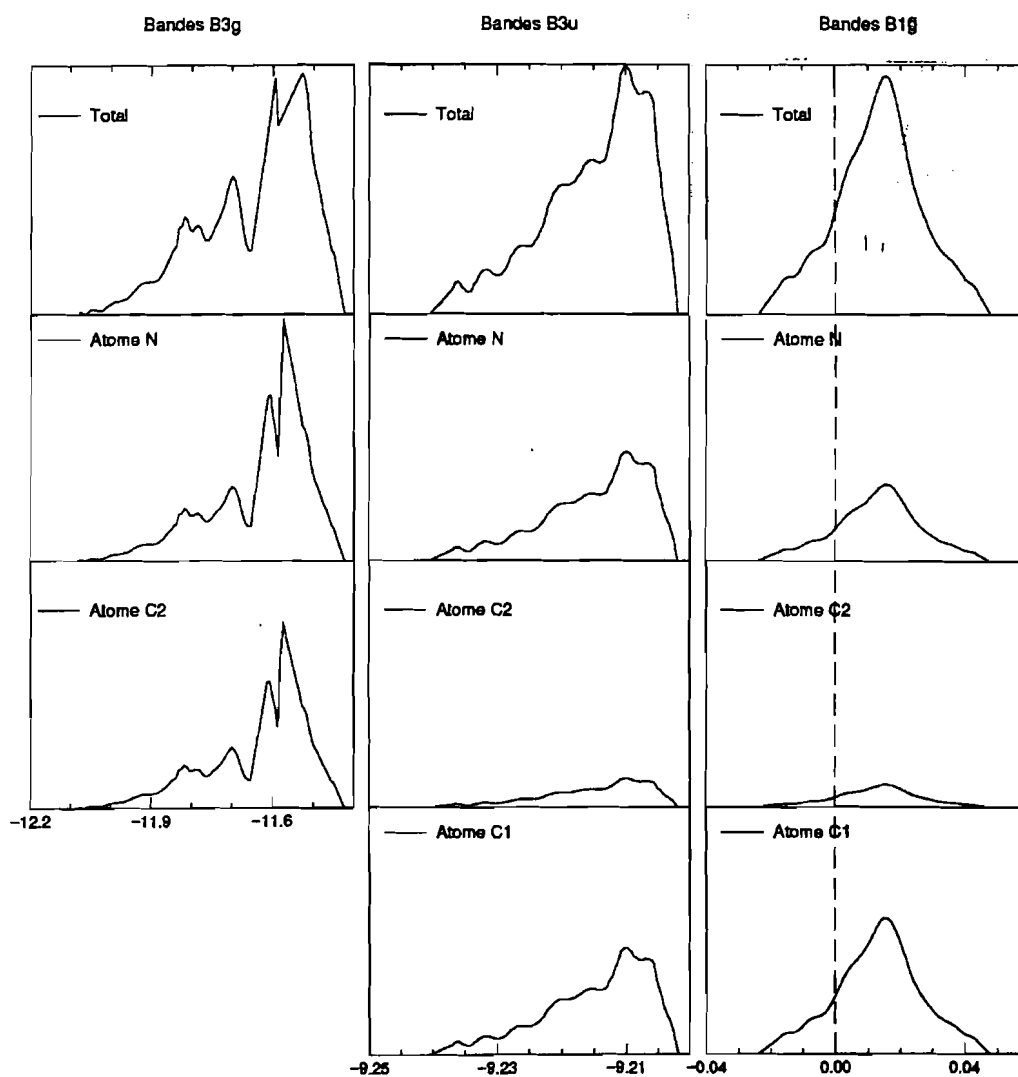 Bandes B3g
Bandes B3u
Bandes B1g
Total
Total
Total
Atome N
Atome N
Atome N
Atome C2
Atome C2
Atome C2
−12.2 −11.9 −11.6
Atome C1
Atome C1
−9.25 −9.23 −9.21
−0.04 0.00 0.04